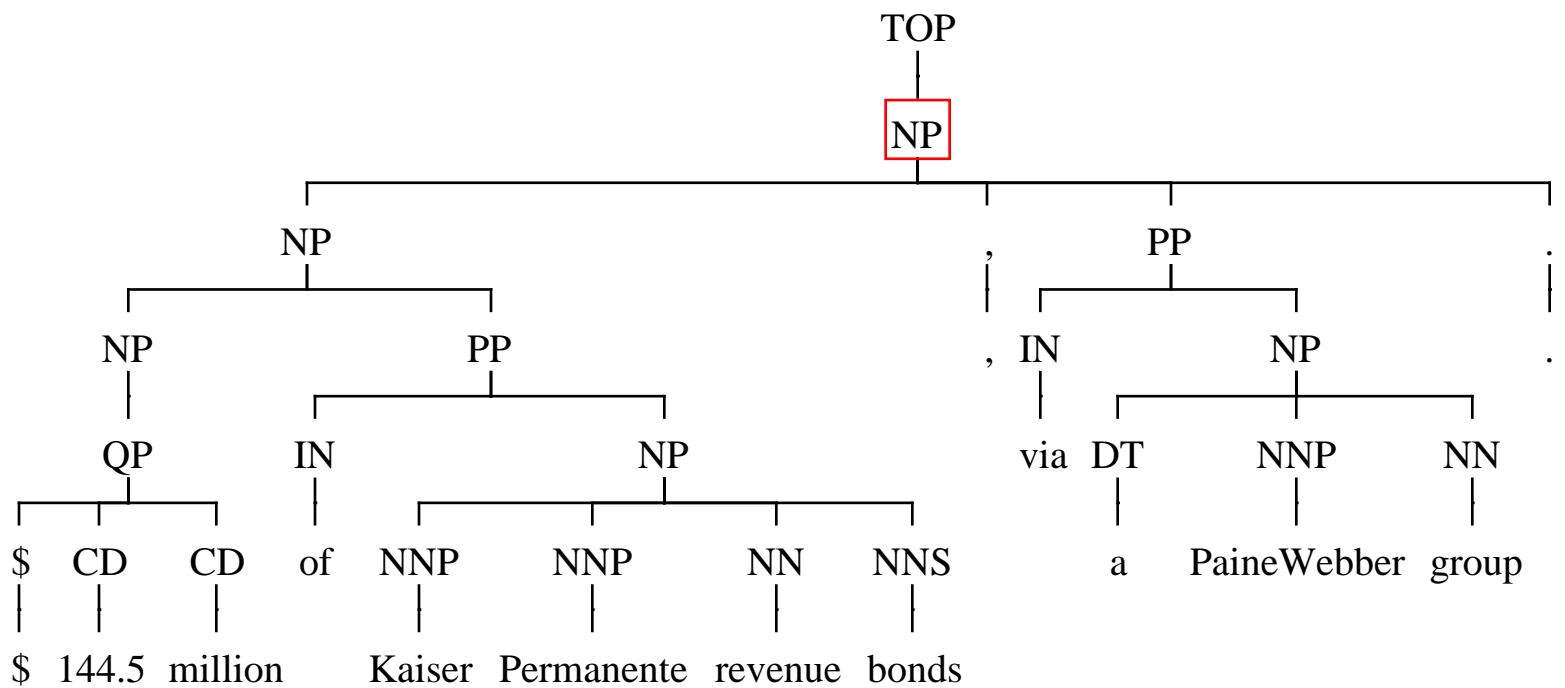 TOP
NP
NP , PP .
NP PP , IN NP .
QP IN NP via DT NNP NN
$ CD CD of NNP NNP NN NNS a PaineWebber group
$ 144.5 million Kaiser Permanente revenue bonds